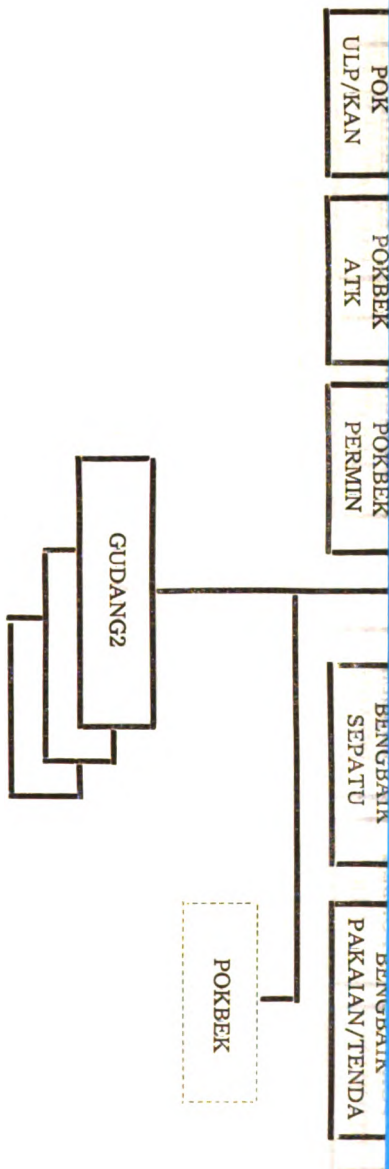 POK
ULP/KAN
POKBEK
ATK
POKBEK
PERMIN
BENGBAIK
SEPATU
BENGBAIK
PAKAIAN/TENDA
GUDANG2
POKBEK